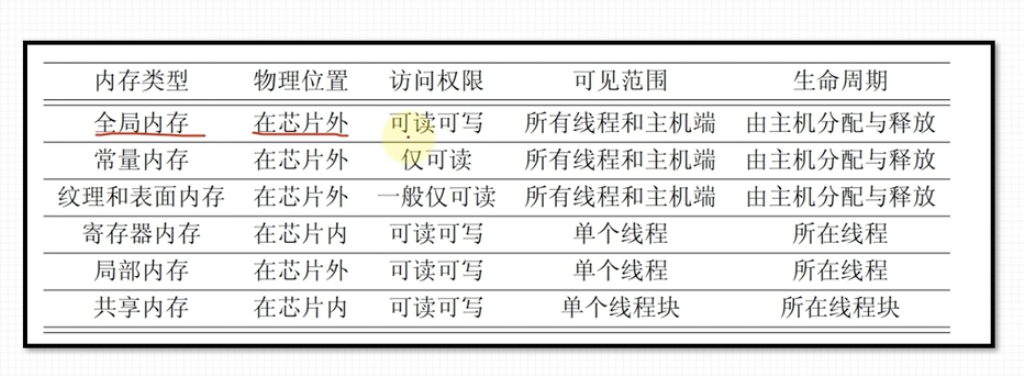 内存类型 物理位置 访问权限 可见范围 生命周期
全局内存 在芯片外 可读可写 所有线程和主机端 由主机分配与释放
常量内存 在芯片外 仅可读 所有线程和主机端 由主机分配与释放
纹理和表面内存 在芯片外 一般仅可读 所有线程和主机端 由主机分配与释放
寄存器内存 在芯片内 可读可写 单个线程 所在线程
局部内存 在芯片外 可读可写 单个线程 所在线程
共享内存 在芯片内 可读可写 单个线程块 所在线程块